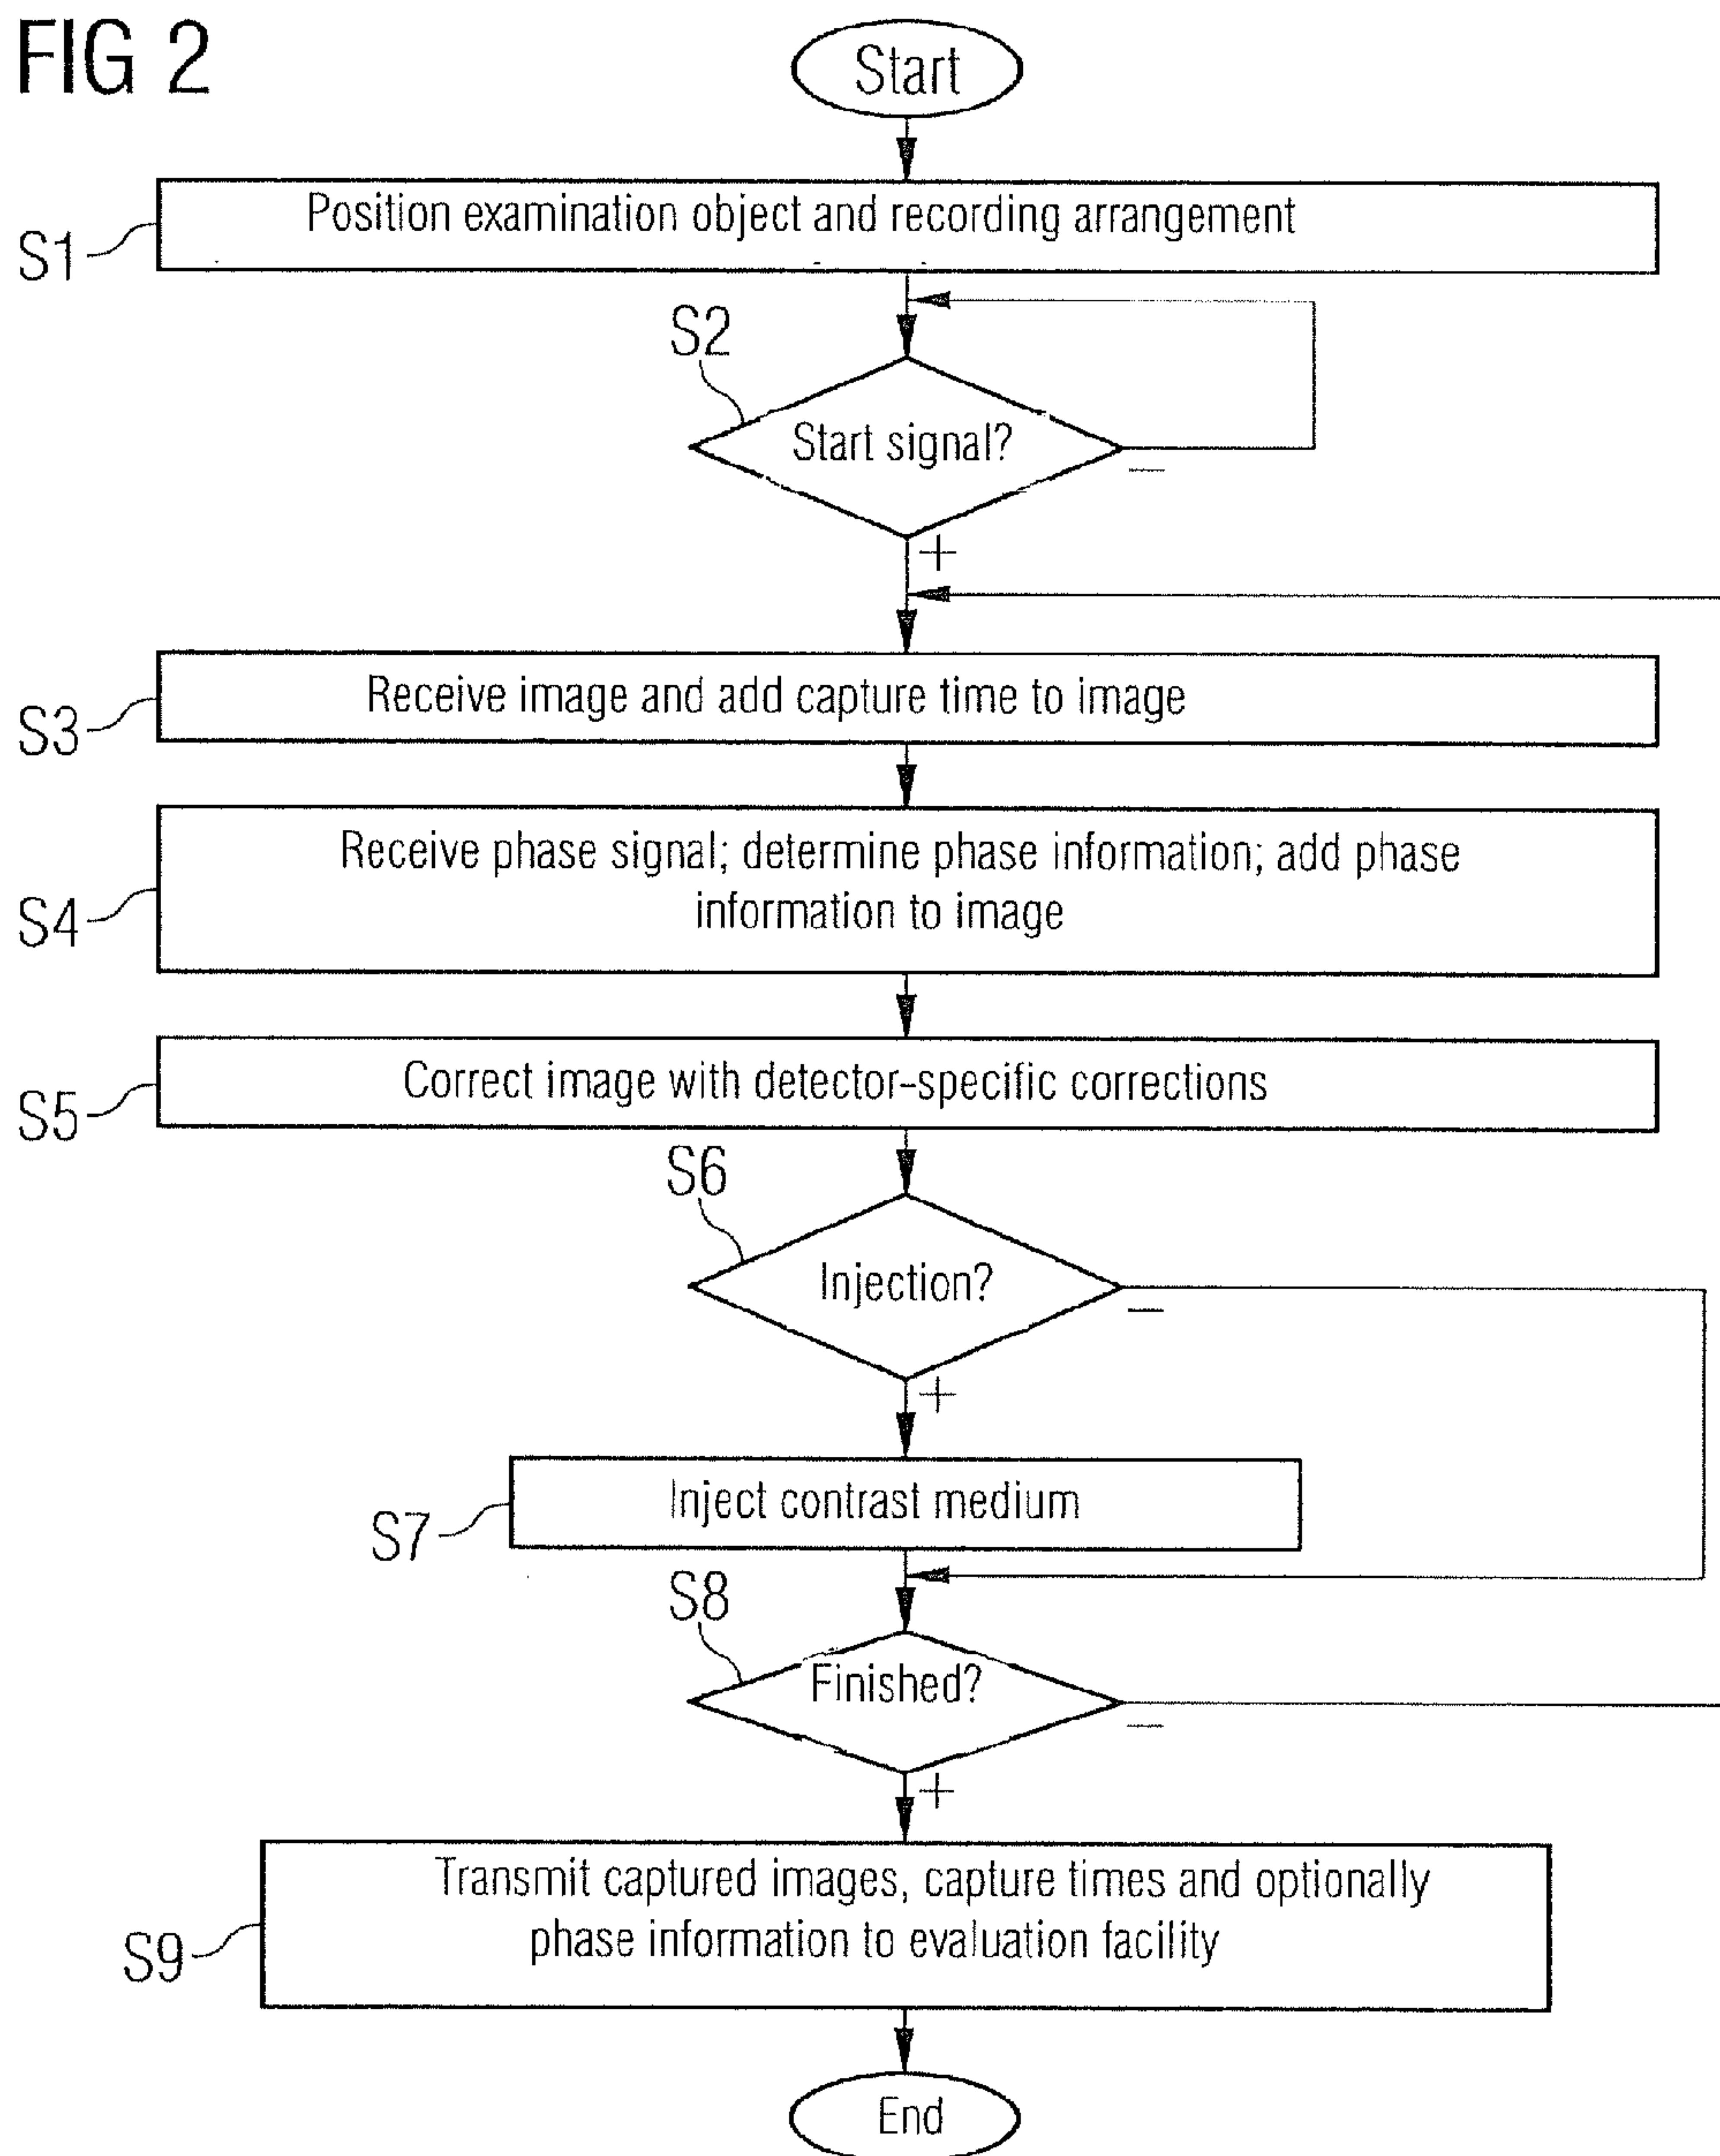 FIG 2
Start
Position examination object and recording arrangement
S1
S2
Start signal?
−
+
Receive image and add capture time to image
S3
Receive phase signal; determine phase information; add phase
information to image
S4
Correct image with detector-specific corrections
S5
S6
Injection?
−
+
Inject contrast medium
S7
S8
Finished?
−
+
Transmit captured images, capture times and optionally
phase information to evaluation facility
S9
End